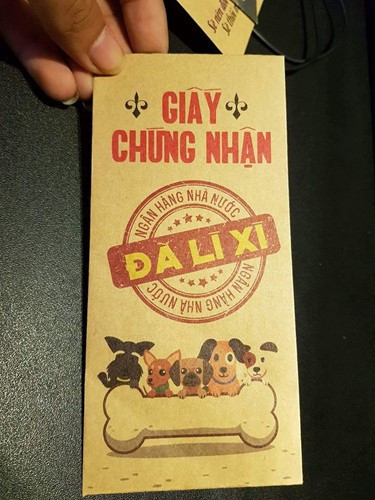 GIẤY
CHỨNG NHẬN
NGÂN HÀNG NHÀ NƯỚC
ĐÃ LÌ XÌ
NGÂN HÀNG NHÀ NƯỚC